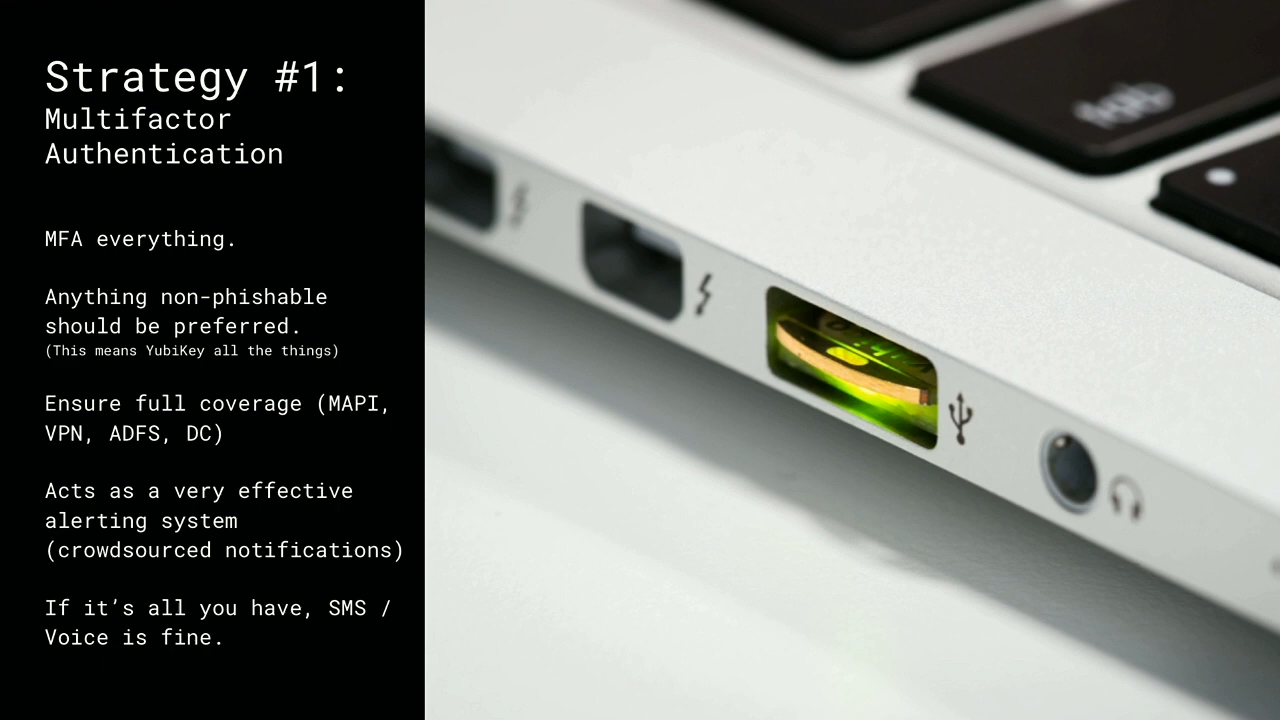 Strategy #1:
Multifactor
Authentication
MFA everything.
Anything non-phishable
should be preferred.
(This means YubiKey all the things)
Ensure full coverage (MAPI,
VPN, ADFS, DC)
Acts as a very effective
alerting system
(crowdsourced notifications)
If it’s all you have, SMS /
Voice is fine.
tab